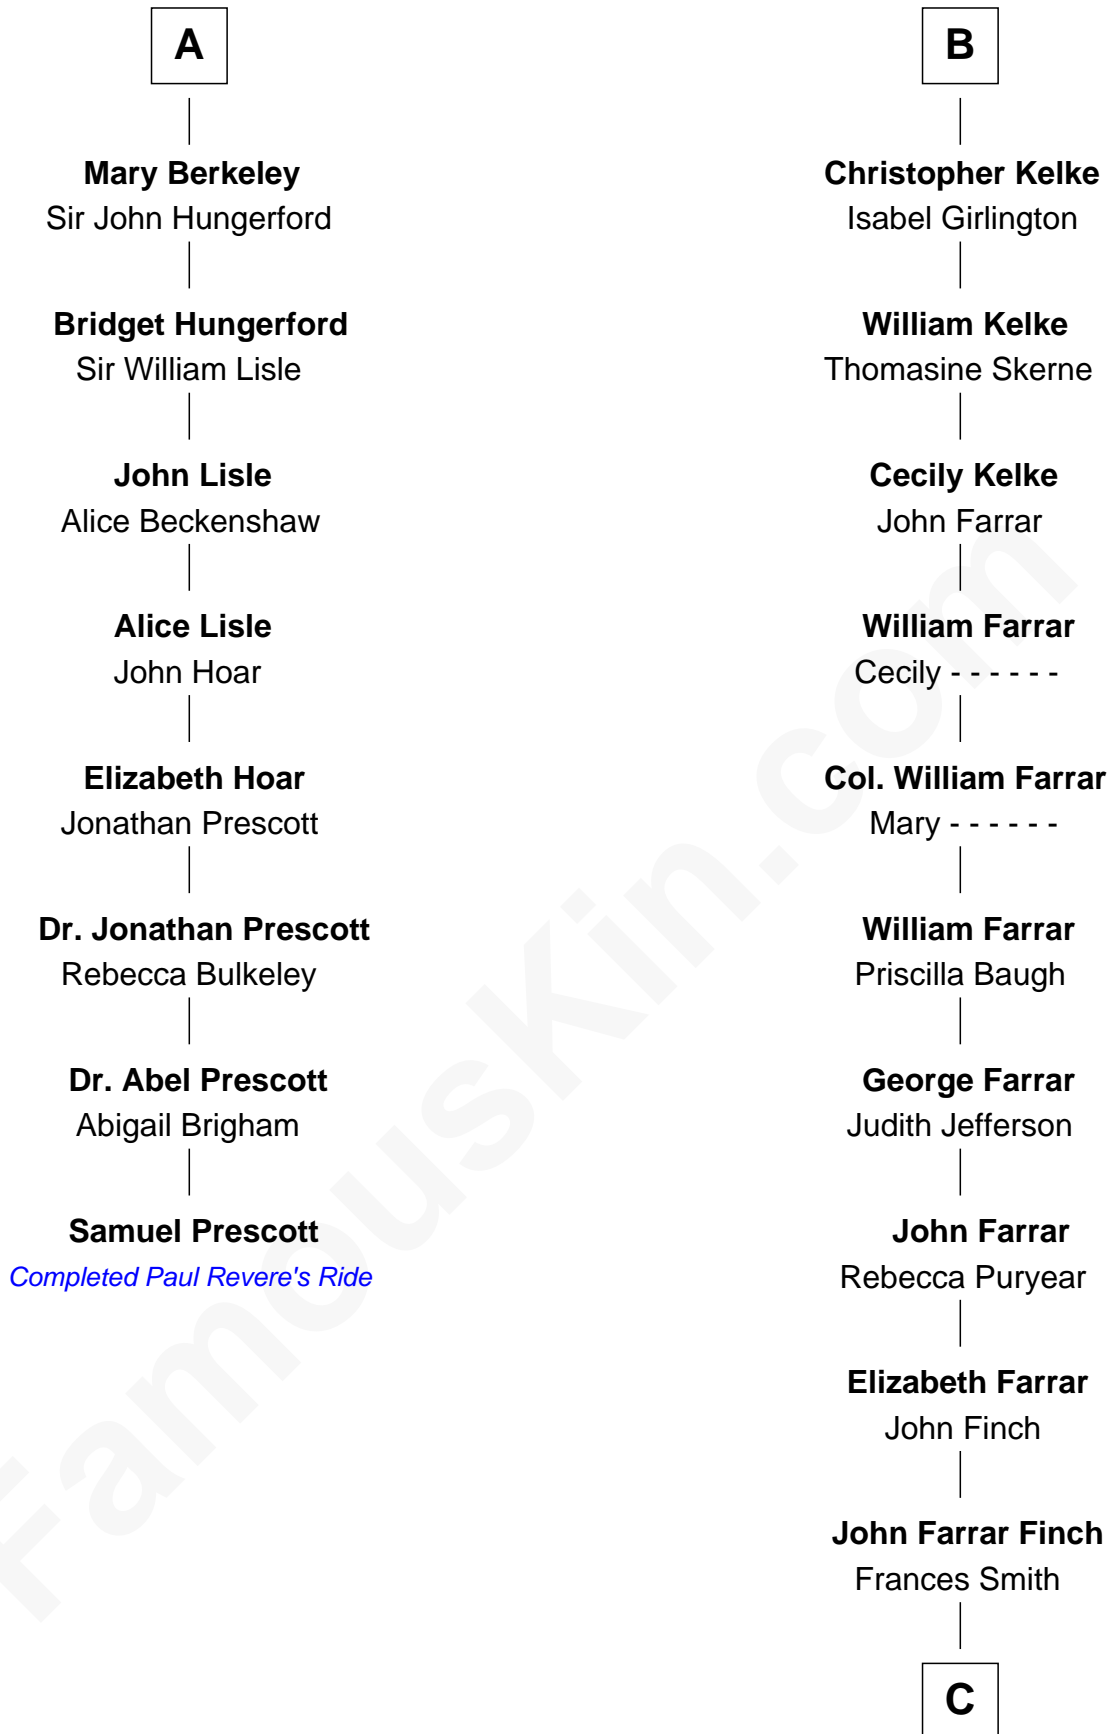 A
Mary Berkeley
Sir John Hungerford
Bridget Hungerford
Sir William Lisle
John Lisle
Alice Beckenshaw
Alice Lisle
John Hoar
Elizabeth Hoar
Jonathan Prescott
Dr. Jonathan Prescott
Rebecca Bulkeley
Dr. Abel Prescott
Abigail Brigham
Samuel Prescott
Completed Paul Revere's Ride
B
Christopher Kelke
Isabel Girlington
William Kelke
Thomasine Skerne
Cecily Kelke
John Farrar
William Farrar
Cecily - - - - - -
Col. William Farrar
Mary - - - - - -
William Farrar
Priscilla Baugh
George Farrar
Judith Jefferson
John Farrar
Rebecca Puryear
Elizabeth Farrar
John Finch
John Farrar Finch
Frances Smith
C
FamousKin.com